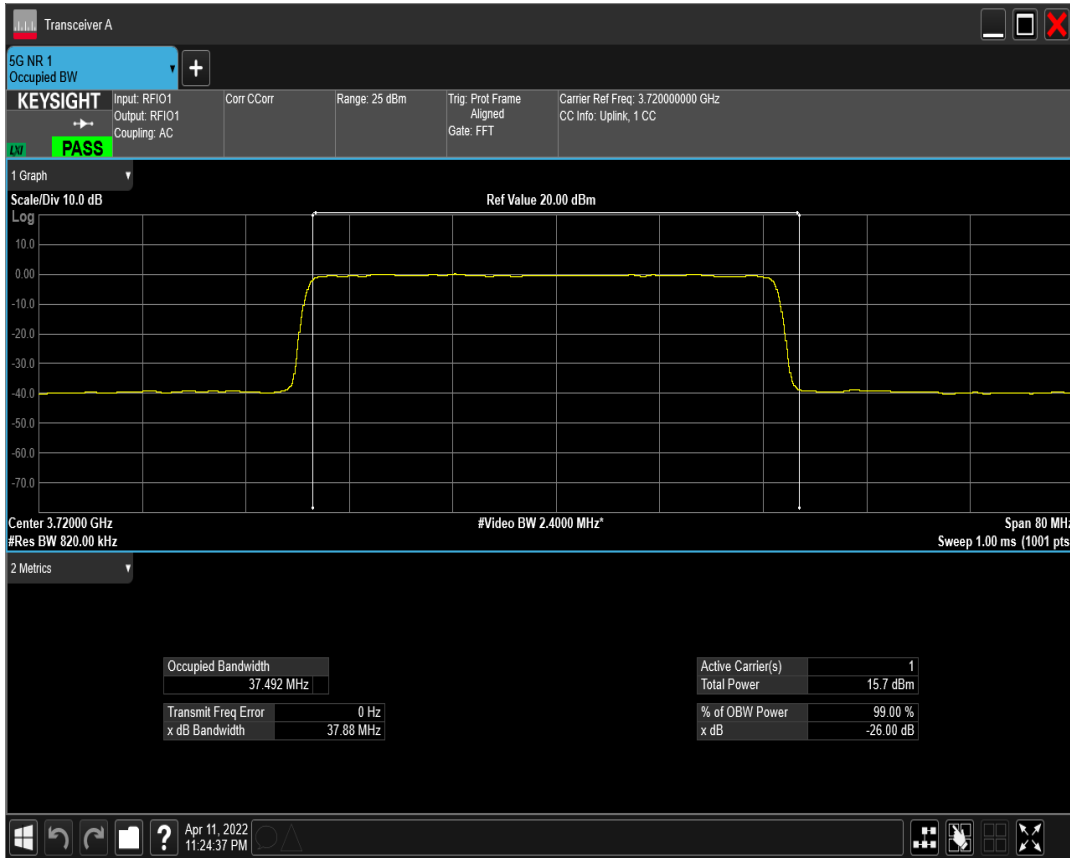 Transceiver A
5G NR 1
Occupied BW
+
KEYSIGHT
LXI
PASS
Input: RFIO1
Output: RFIO1
Coupling: AC
Corr CCorr
Range: 25 dBm
Trig: Prot Frame
Aligned
Gate: FFT
Carrier Ref Freq: 3.720000000 GHz
CC Info: Uplink, 1 CC
1 Graph
Scale/Div 10.0 dB
Ref Value 20.00 dBm
Log
10.0
0.00
-10.0
-20.0
-30.0
-40.0
-50.0
-60.0
-70.0
Center 3.72000 GHz
#Video BW 2.4000 MHz*
Span 80 MHz
#Res BW 820.00 kHz
Sweep 1.00 ms (1001 pts
2 Metrics
Occupied Bandwidth
37.492 MHz
Transmit Freq Error 0 Hz
x dB Bandwidth 37.88 MHz
Active Carrier(s) 1
Total Power 15.7 dBm
% of OBW Power 99.00 %
x dB -26.00 dB
?
Apr 11, 2022
11:24:37 PM